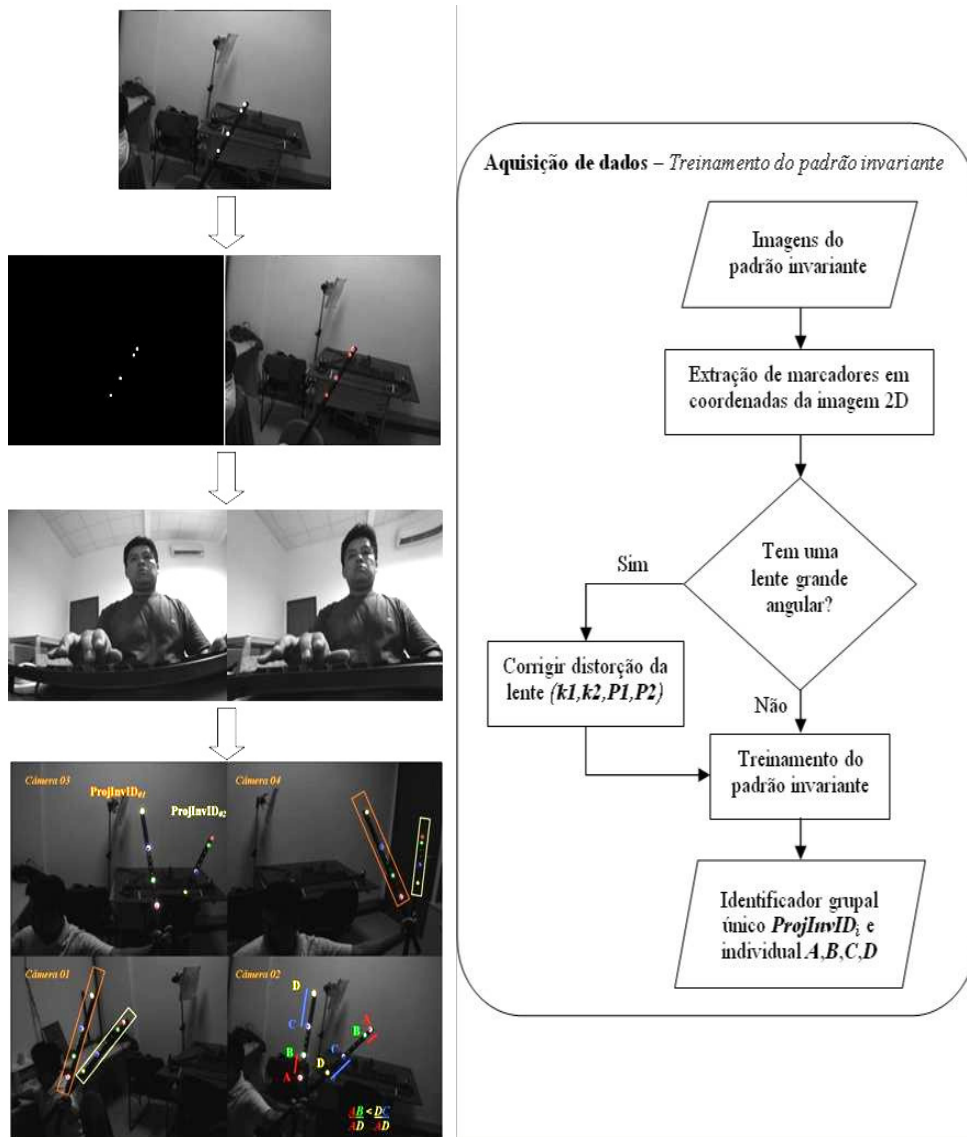 Aquisição de dados – Treinamento do padrão invariante
Imagens do
padrão invariante
Extração de marcadores em
coordenadas da imagem 2D
Tem uma
lente grande
angular?
Sim
Corrigir distorção da
lente (k1,k2,P1,P2)
Não
Treinamento do
padrão invariante
Identificador grupal
único ProjInvIDi e
individual A,B,C,D
Câmera 03
ProjInvID01
ProjInvID02
Câmera 04
Câmera 01
Câmera 02
D
C
B
A
A
B
C
D
AB < DC
AD AD